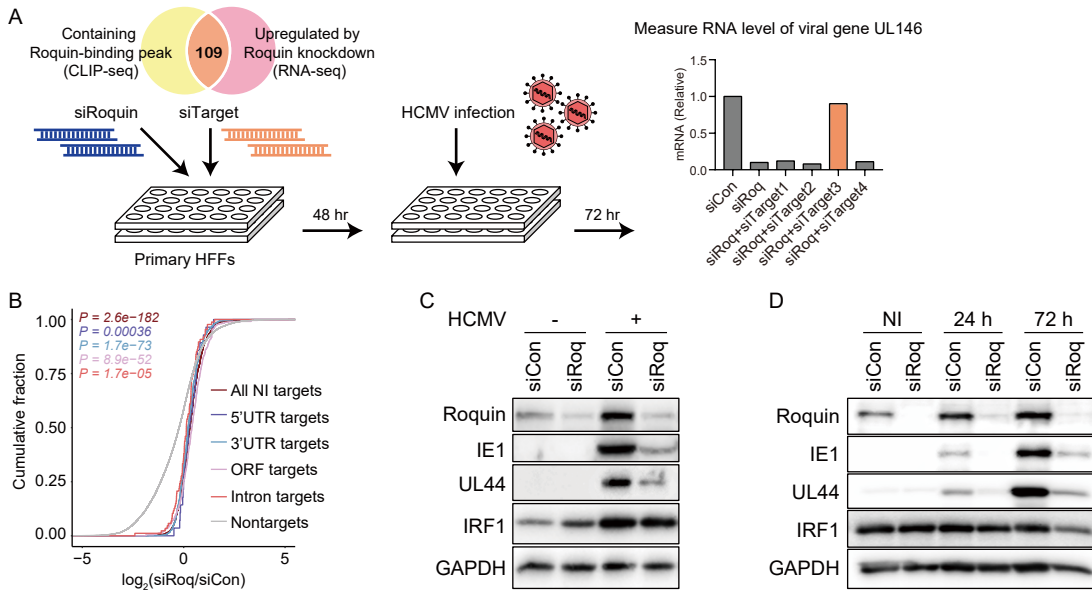 A
Containing
Roquin-binding peak
(CLIP-seq)
109
Upregulated by
Roquin knockdown
(RNA-seq)
siRoquin
siTarget
HCMV infection
48 hr
72 hr
Primary HFFs
Measure RNA level of viral gene UL146
mRNA (Relative)
1.5
1.0
0.5
0.0
siCon
siRoq
siRoq+siTarget1
siRoq+siTarget2
siRoq+siTarget3
siRoq+siTarget4
B
Cumulative fraction
1.00
0.75
0.50
0.25
0.00
P = 2.6e−182
P = 0.00036
P = 1.7e−73
P = 8.9e−52
P = 1.7e−05
All NI targets
5'UTR targets
3'UTR targets
ORF targets
Intron targets
Nontargets
−5 0 5
log2(siRoq/siCon)
C
HCMV - +
siCon siRoq siCon siRoq
Roquin
IE1
UL44
IRF1
GAPDH
D
NI 24 h 72 h
siCon siRoq siCon siRoq siCon siRoq
Roquin
IE1
UL44
IRF1
GAPDH